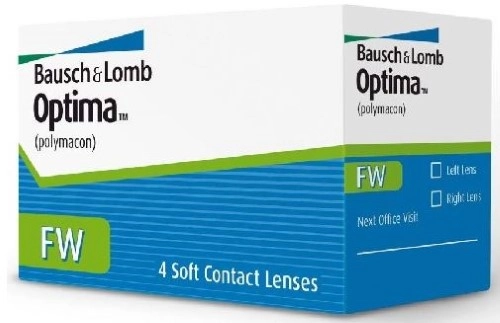 Bausch & Lomb
Optima™
(polymacon)
FW
4 Soft Contact Lenses
Bausch & Lomb
Optima™
(polymacon)
FW
Left Lens
Right Lens
Next Office Visit